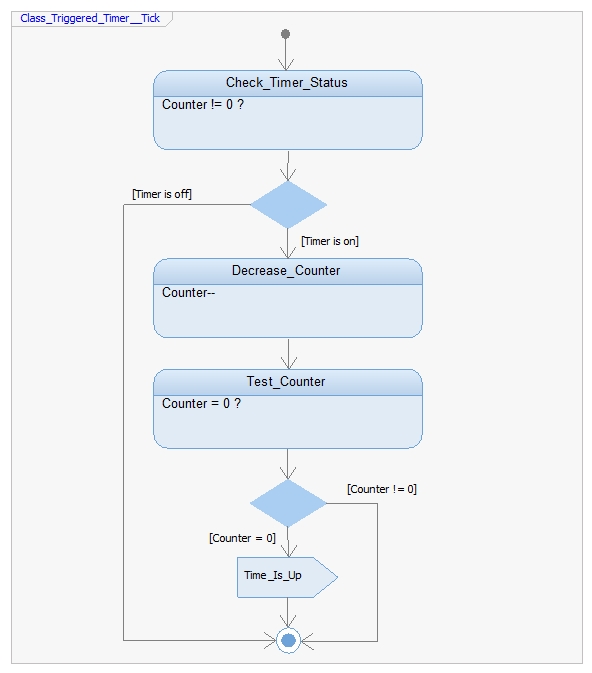 Class_Triggered_Timer__Tick
Check_Timer_Status
Counter != 0 ?
[Timer is off]
[Timer is on]
Decrease_Counter
Counter--
Test_Counter
Counter = 0 ?
[Counter != 0]
[Counter = 0]
Time_Is_Up